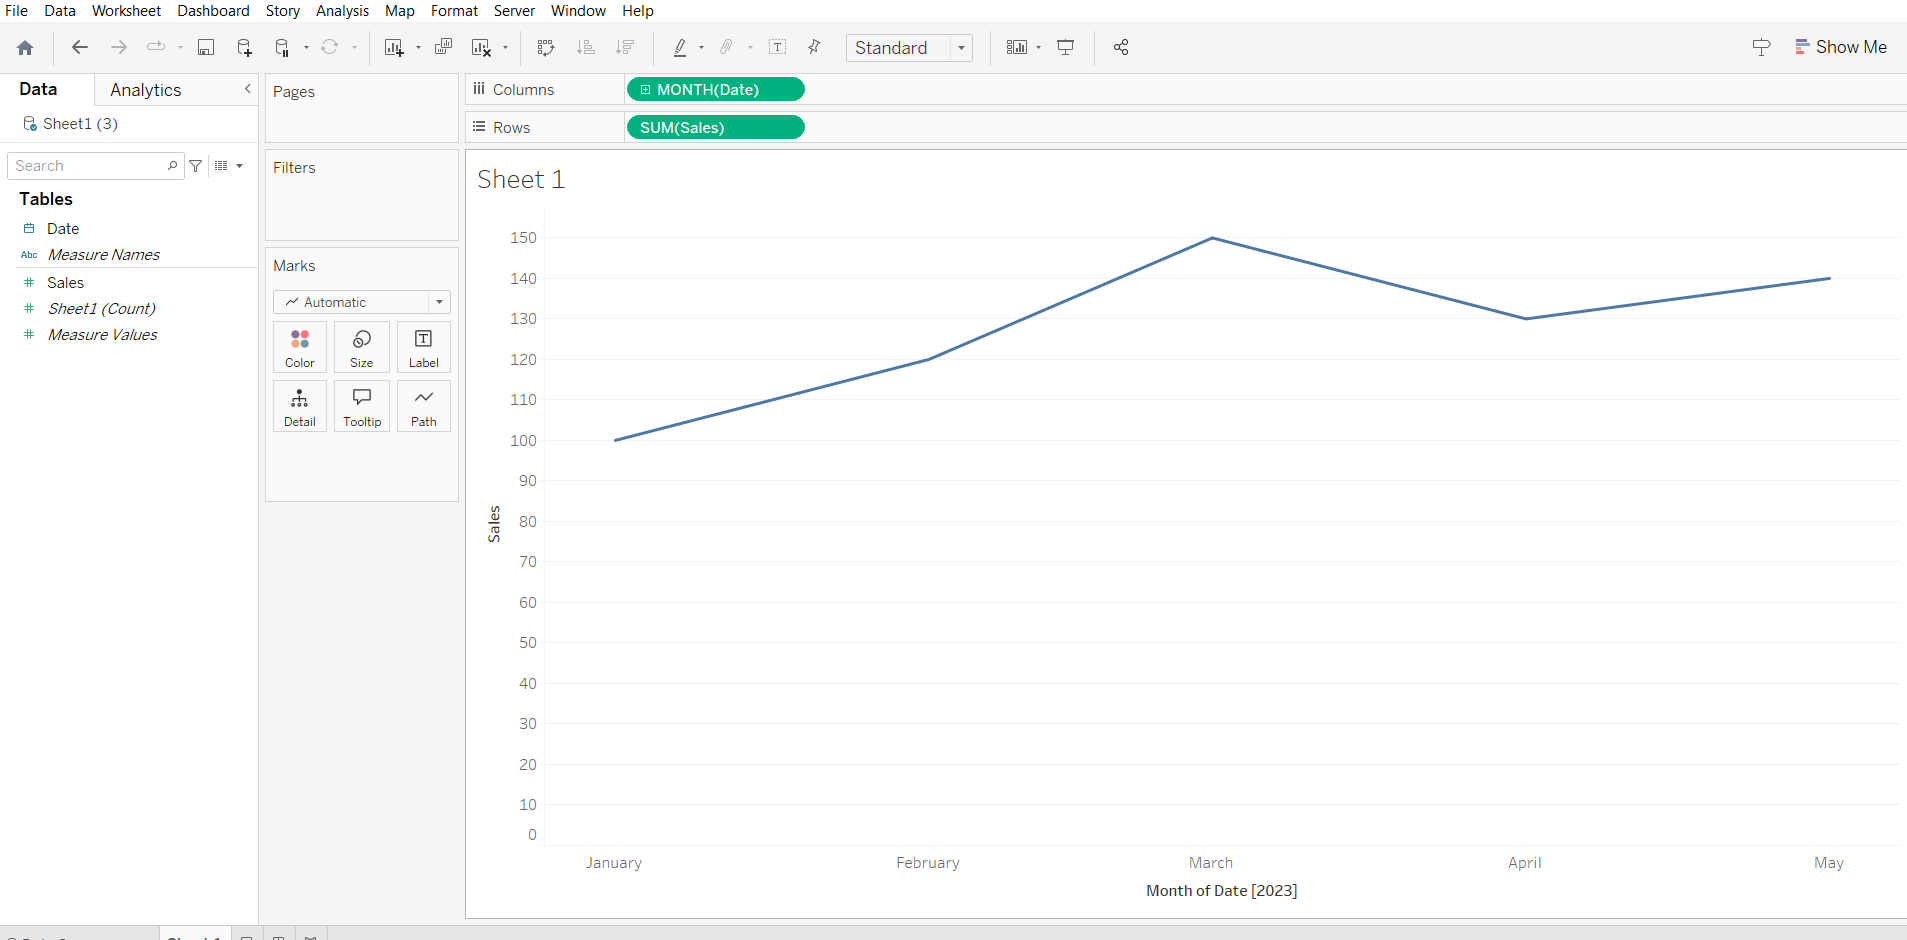 File Data Worksheet Dashboard Story Analysis Map Format Server Window Help
Standard
Show Me
Data Analytics
Sheet1 (3)
Search
Tables
Date
Abc Measure Names
Sales
Sheet1 (Count)
Measure Values
Pages
Filters
Marks
Automatic
Color Size Label
Detail Tooltip Path
Columns MONTH(Date)
Rows SUM(Sales)
Sheet 1
150
140
130
120
110
100
90
80
70
60
50
40
30
20
10
0
Sales
January February March April May
Month of Date [2023]
Sheet 1